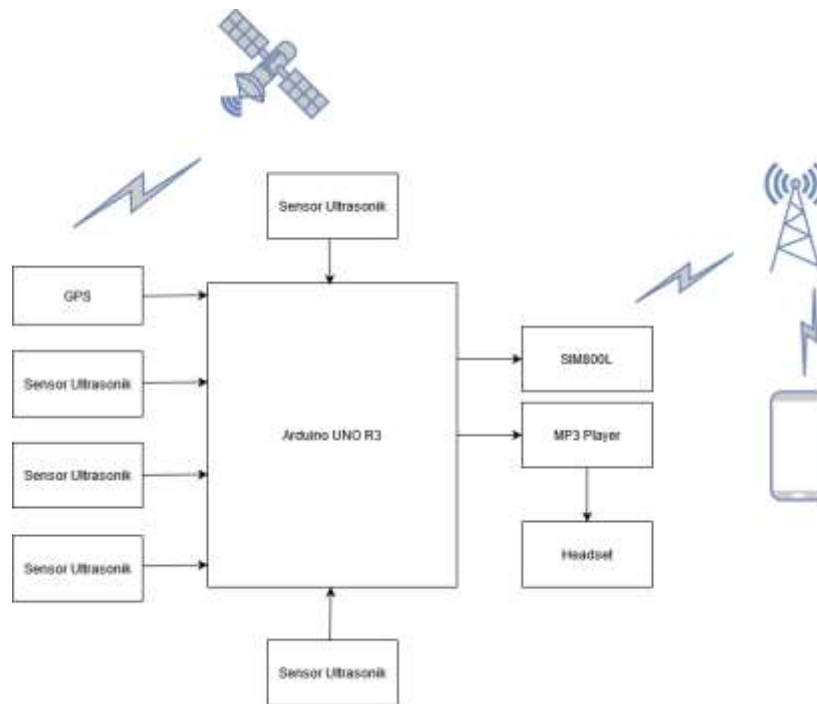 Sensor Ultrasonik
GPS
Sensor Ultrasonik
SIM800L
Arduino UNO R3
MP3 Player
Sensor Ultrasonik
Sensor Ultrasonik
Headset
Sensor Ultrasonik